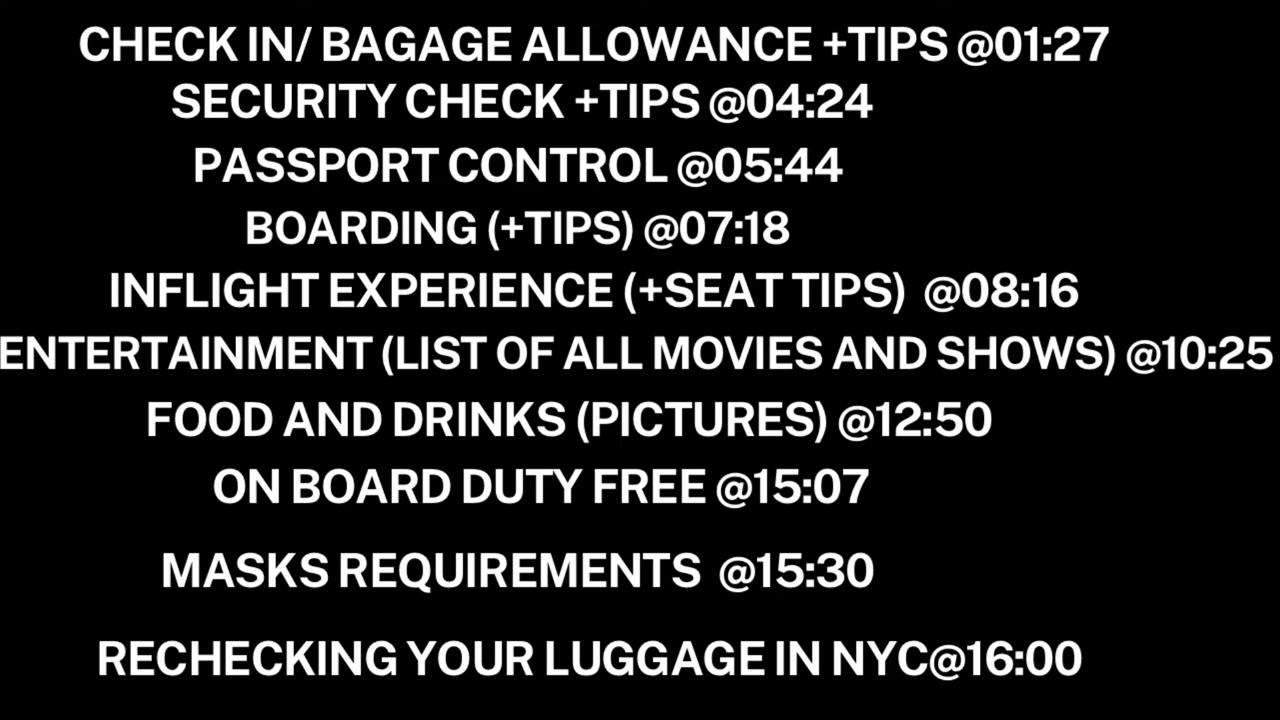 CHECK IN/ BAGAGE ALLOWANCE +TIPS @01:27
SECURITY CHECK +TIPS @04:24
PASSPORT CONTROL @05:44
BOARDING (+TIPS) @07:18
INFLIGHT EXPERIENCE (+SEAT TIPS) @08:16
ENTERTAINMENT (LIST OF ALL MOVIES AND SHOWS) @10:25
FOOD AND DRINKS (PICTURES) @12:50
ON BOARD DUTY FREE @15:07
MASKS REQUIREMENTS @15:30
RECHECKING YOUR LUGGAGE IN NYC@16:00